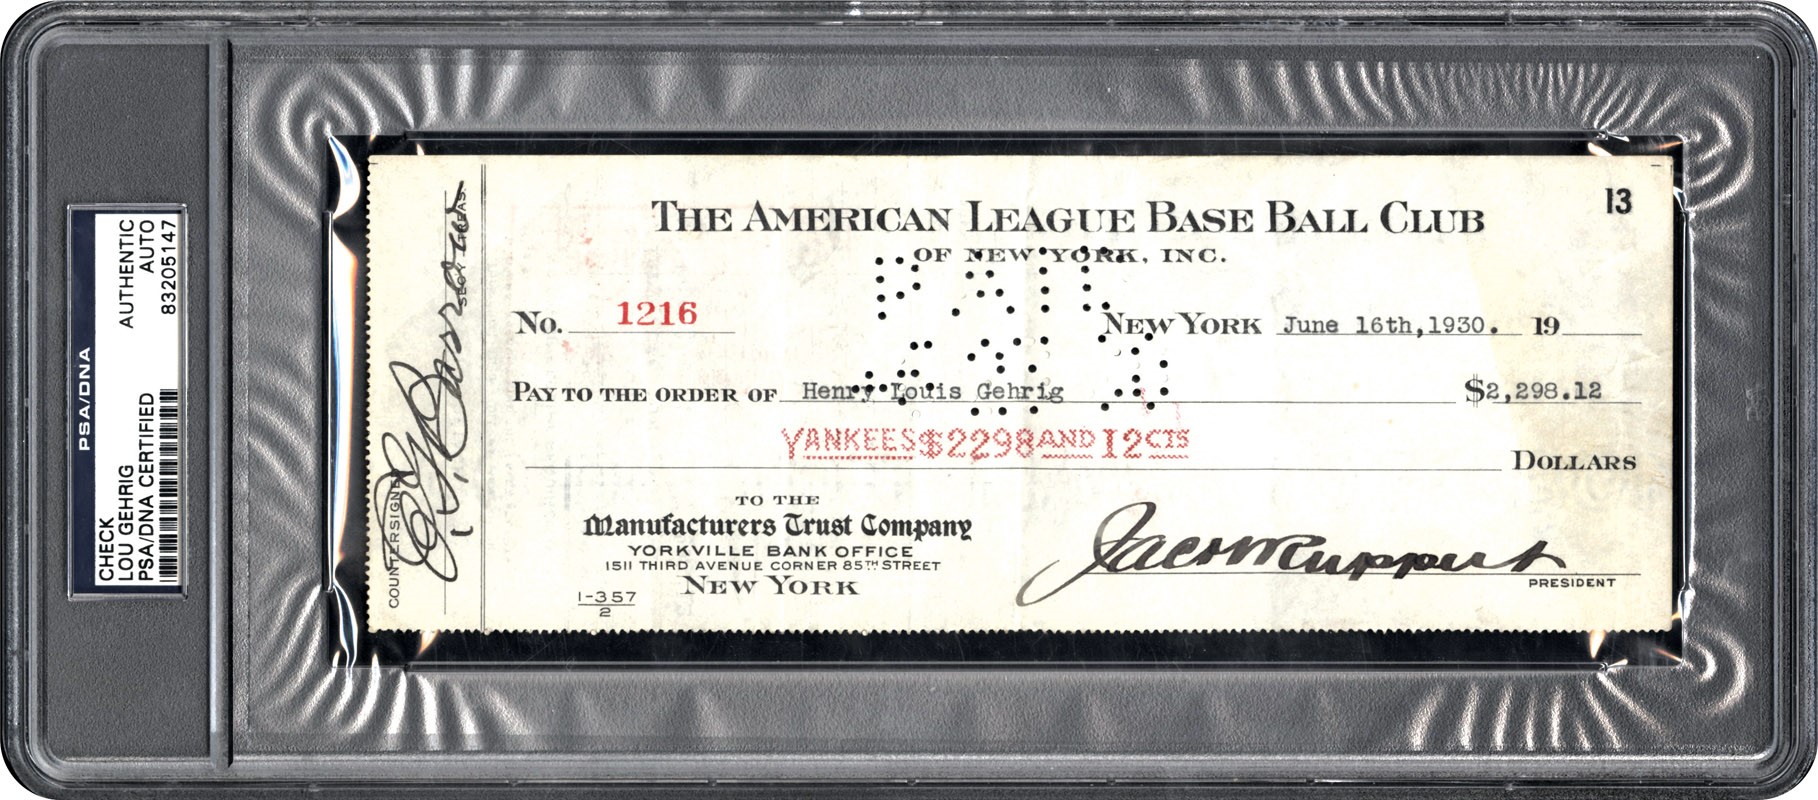 PSA/DNA
CHECK
LOU GEHRIG
PSA/DNA CERTIFIED
AUTHENTIC
AUTO
83205147
COUNTERSIGNED
E. G. Barrow
SECY-TREAS.
13
THE AMERICAN LEAGUE BASE BALL CLUB
OF NEW YORK, INC.
PAID
No. 1216
NEW YORK June 16th,1930. 19
PAY TO THE ORDER OF Henry Louis Gehrig $2,298.12
YANKEES $2298 AND 12 CTS
DOLLARS
TO THE
Manufacturers Trust Company
YORKVILLE BANK OFFICE
1511 THIRD AVENUE CORNER 85TH STREET
NEW YORK
1-357
2
Jacob Ruppert
PRESIDENT